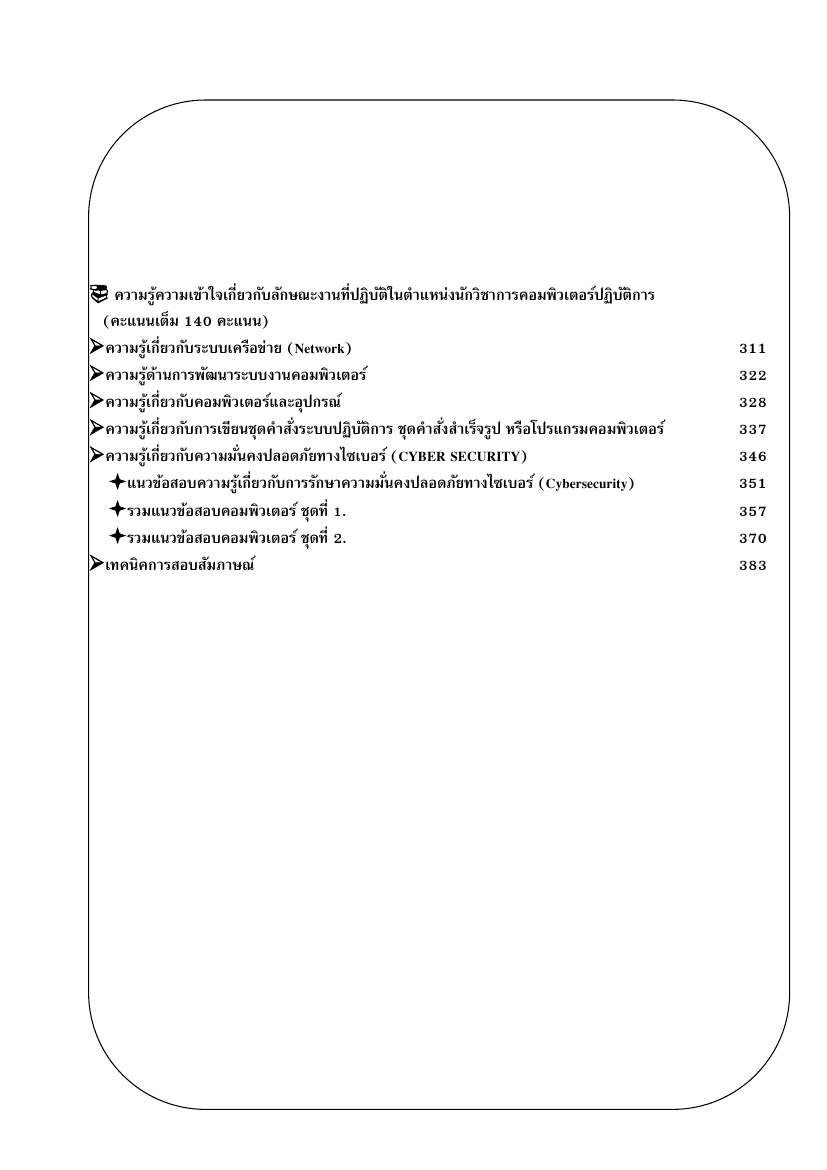 ความรู้ความเข้าใจเกี่ยวกับลักษณะงานที่ปฏิบัติในตำแหน่งนักวิชาการคอมพิวเตอร์ปฏิบัติการ
(คะแนนเต็ม 140 คะแนน)
ความรู้เกี่ยวกับระบบเครือข่าย (Network) 311
ความรู้ด้านการพัฒนาระบบงานคอมพิวเตอร์ 322
ความรู้เกี่ยวกับคอมพิวเตอร์และอุปกรณ์ 328
ความรู้เกี่ยวกับการเขียนชุดคำสั่งระบบปฏิบัติการ ชุดคำสั่งสำเร็จรูป หรือโปรแกรมคอมพิวเตอร์ 337
ความรู้เกี่ยวกับความมั่นคงปลอดภัยทางไซเบอร์ (CYBER SECURITY) 346
แนวข้อสอบความรู้เกี่ยวกับการรักษาความมั่นคงปลอดภัยทางไซเบอร์ (Cybersecurity) 351
รวมแนวข้อสอบคอมพิวเตอร์ ชุดที่ 1. 357
รวมแนวข้อสอบคอมพิวเตอร์ ชุดที่ 2. 370
เทคนิคการสอบสัมภาษณ์ 383